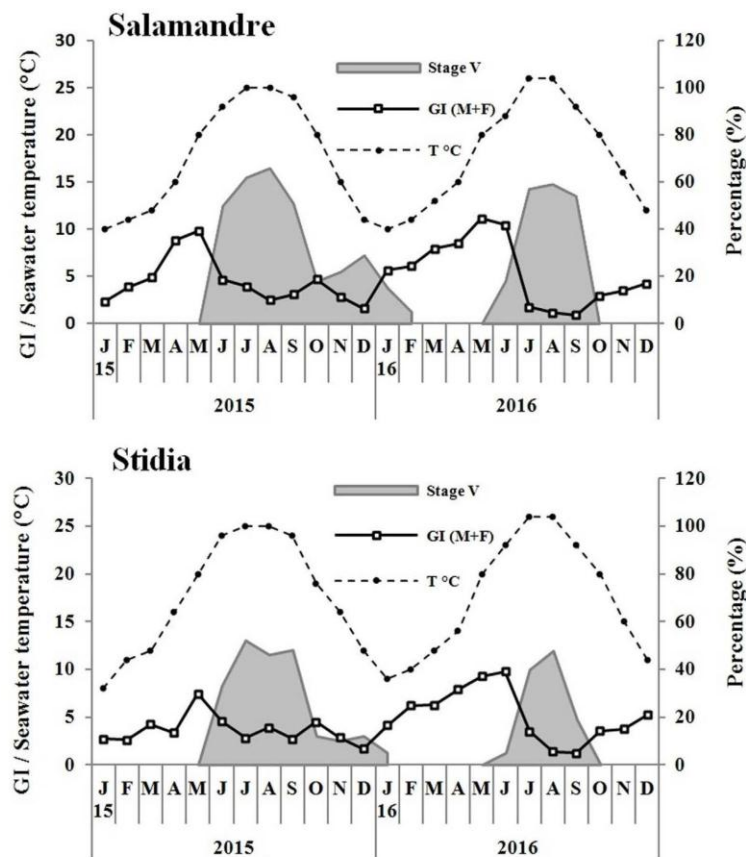 Salamandre
GI / Seawater temperature (°C)
30
25
20
15
10
5
0
Stage V
GI (M+F)
T °C
120
100
80
60
40
20
0
Percentage (%)
J F M A M J J A S O N D J F M A M J J A S O N D
15 16
2015 2016
Stidia
GI / Seawater temperature (°C)
30
25
20
15
10
5
0
Stage V
GI (M+F)
T °C
120
100
80
60
40
20
0
Percentage (%)
J F M A M J J A S O N D J F M A M J J A S O N D
15 16
2015 2016